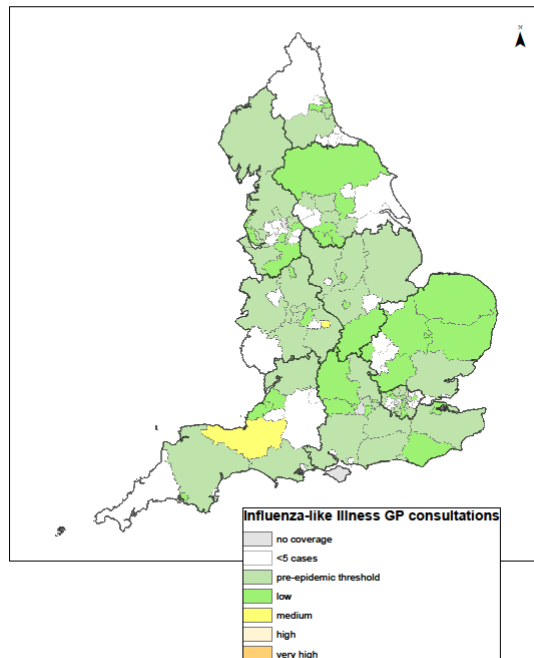 N
Influenza-like Illness GP consultations
no coverage
<5 cases
pre-epidemic threshold
low
medium
high
very high